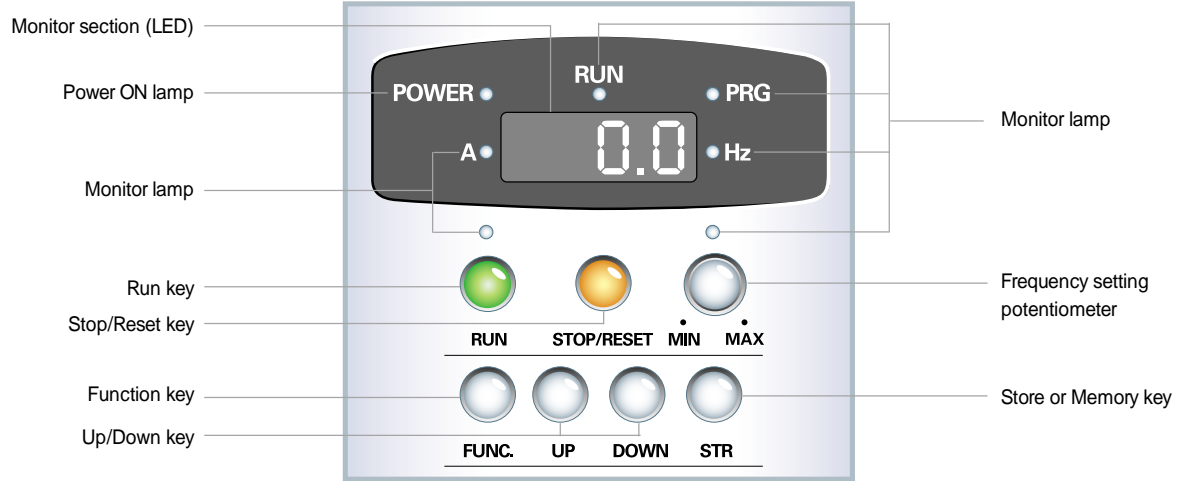 Monitor section (LED)
Power ON lamp
Monitor lamp
Run key
Stop/Reset key
Function key
Up/Down key
RUN
POWER
PRG
A
0.0
Hz
RUN
STOP/RESET
MIN
MAX
FUNC.
UP
DOWN
STR
Monitor lamp
Frequency setting
potentiometer
Store or Memory key